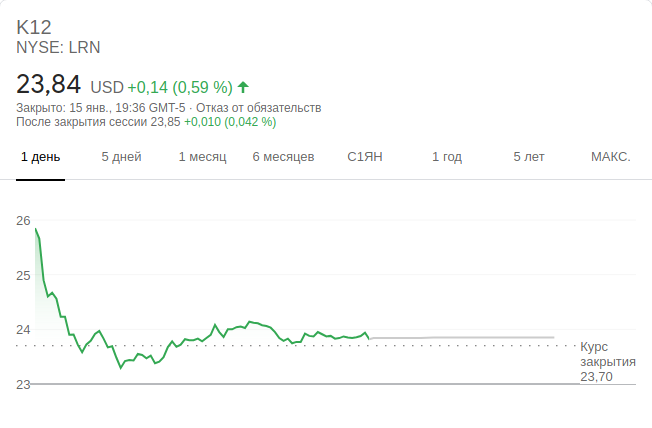 K12
NYSE: LRN
23,84 USD +0,14 (0,59 %)
Закрыто: 15 янв., 19:36 GMT-5 · Отказ от обязательств
После закрытия сессии 23,85 +0,010 (0,042 %)
1 день 5 дней 1 месяц 6 месяцев С1ЯН 1 год 5 лет МАКС.
26
25
24
Курс
закрытия
23,70
23